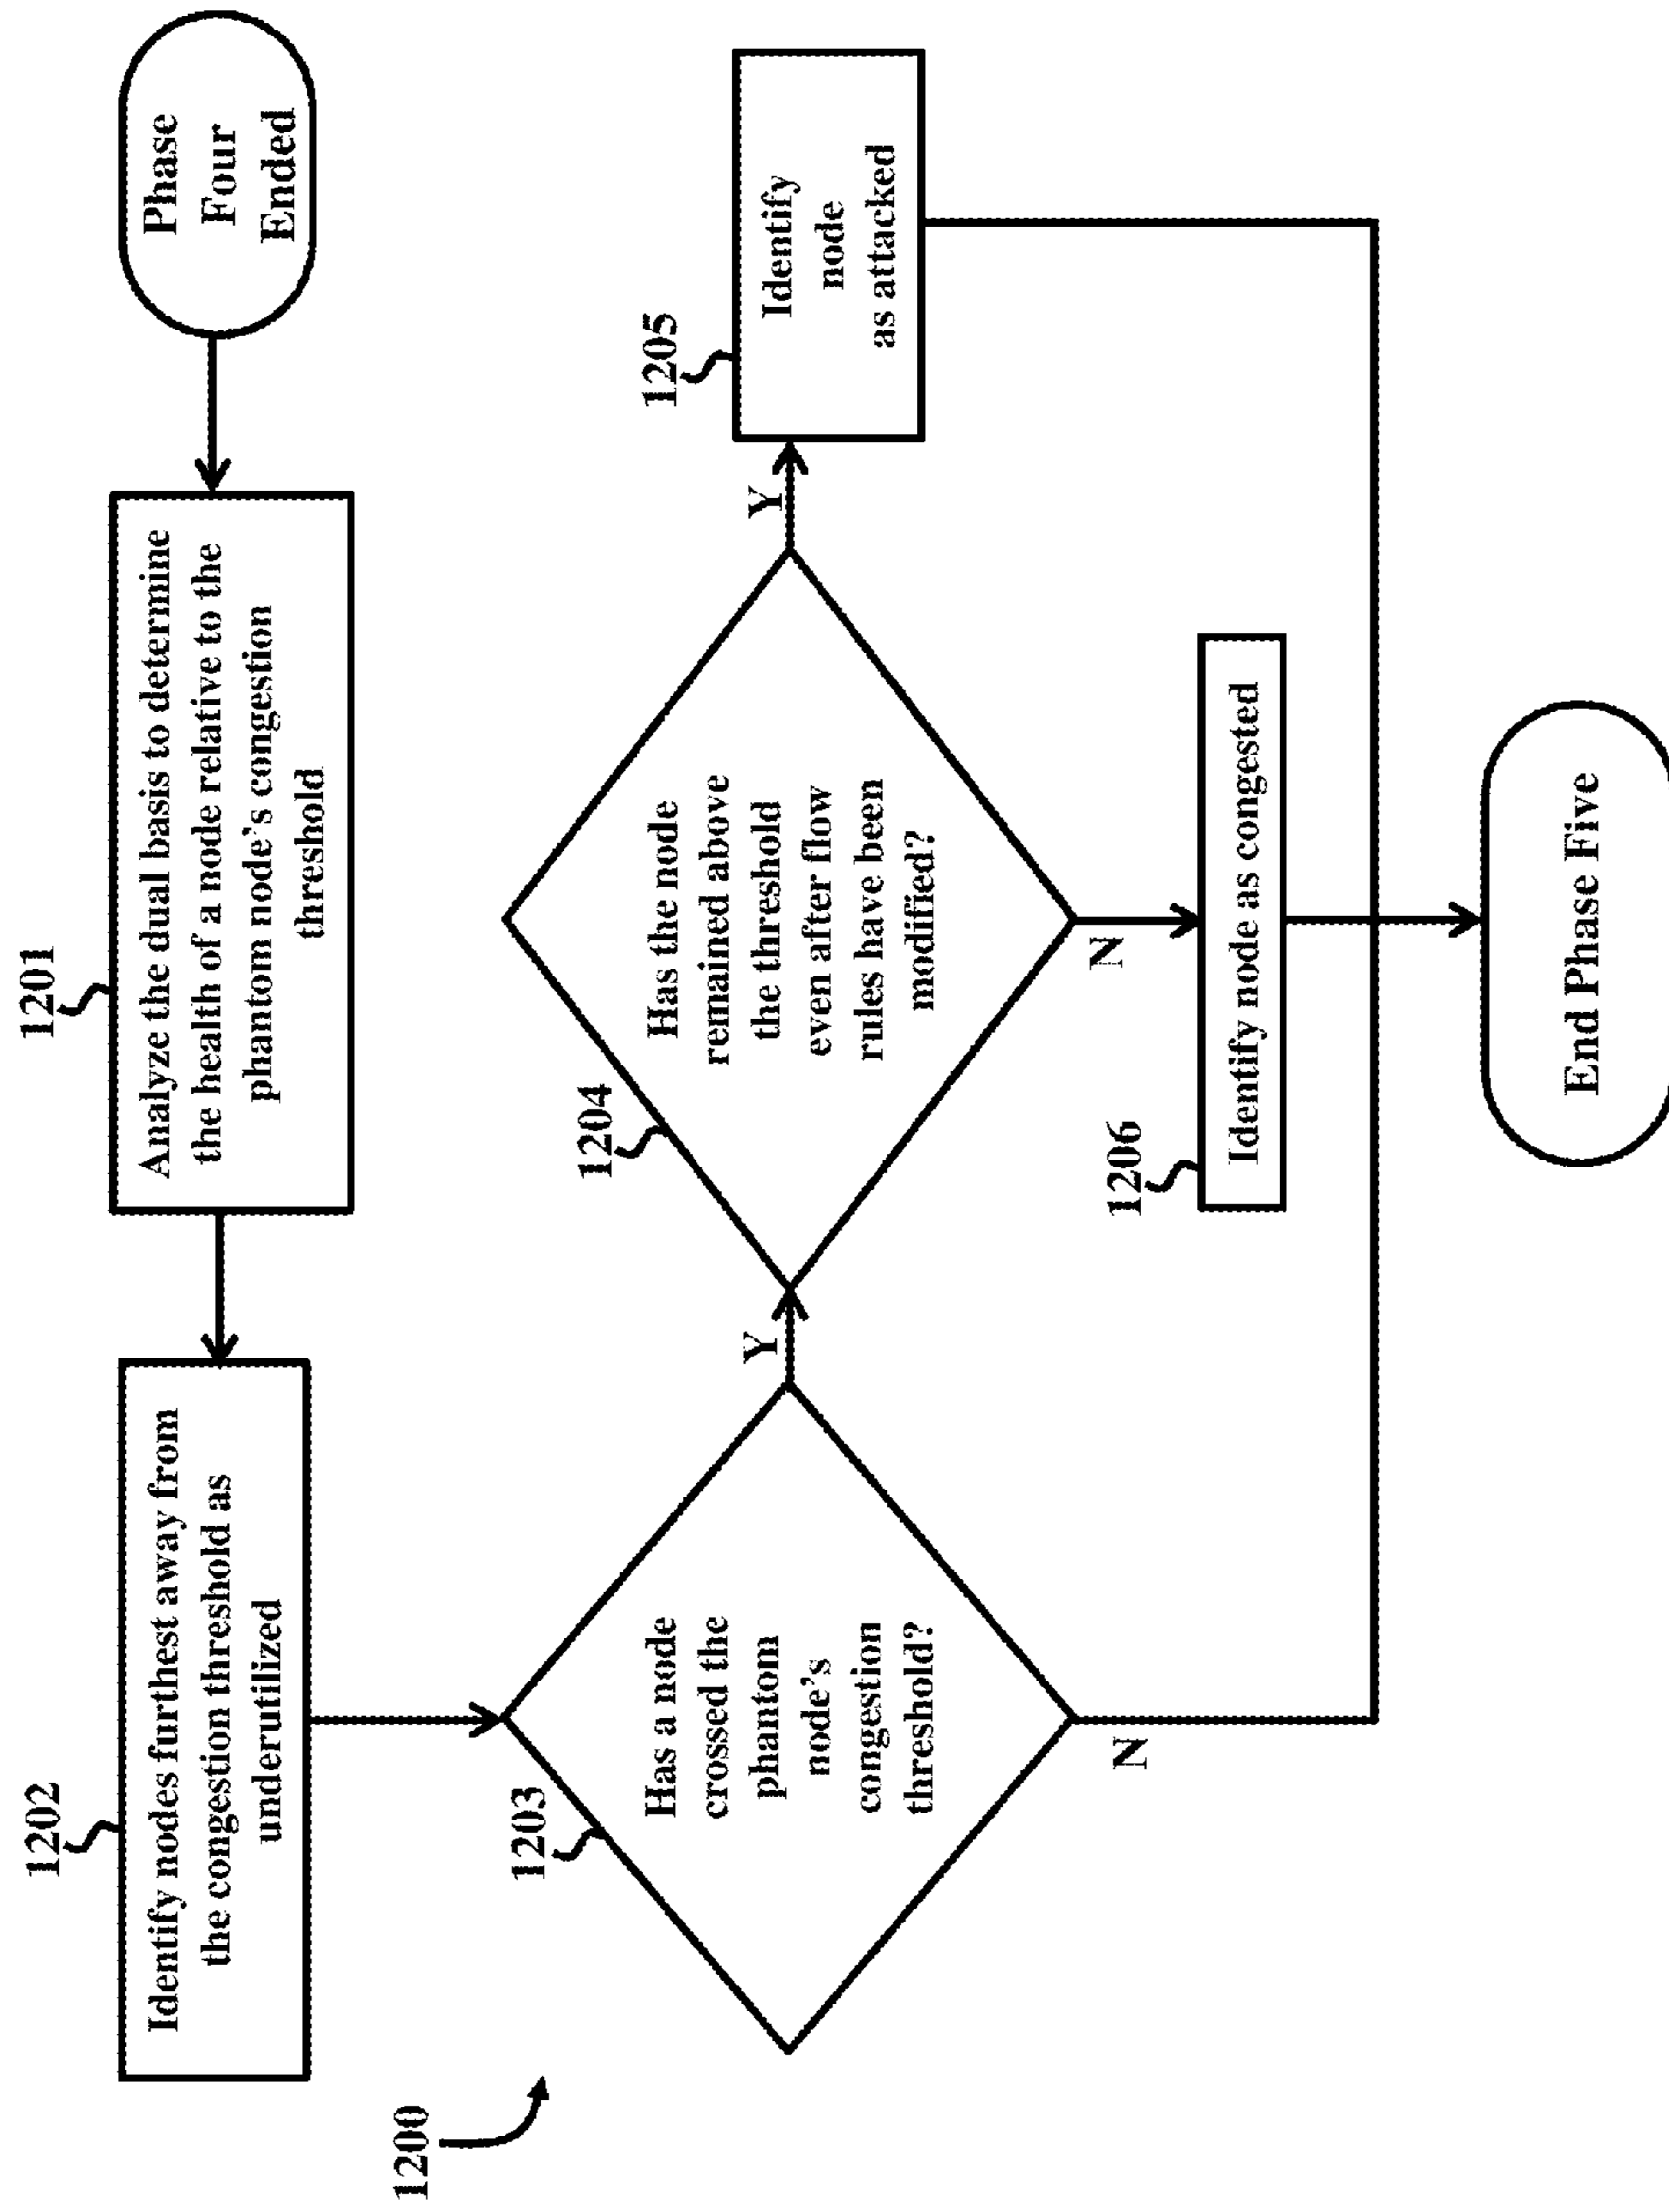 Phase
Four
Ended
1201
Analyze the dual basis to determine
the health of a node relative to the
phantom node's congestion
threshold
1202
Identify nodes furthest away from
the congestion threshold as
underutilized
1200
1203
Has a node
crossed the
phantom
node's
congestion
threshold?
Y
N
1204
Has the node
remained above
the threshold
even after flow
rules have been
modified?
Y
N
1205
Identify
node
as attacked
1206
Identify node as congested
End Phase Five